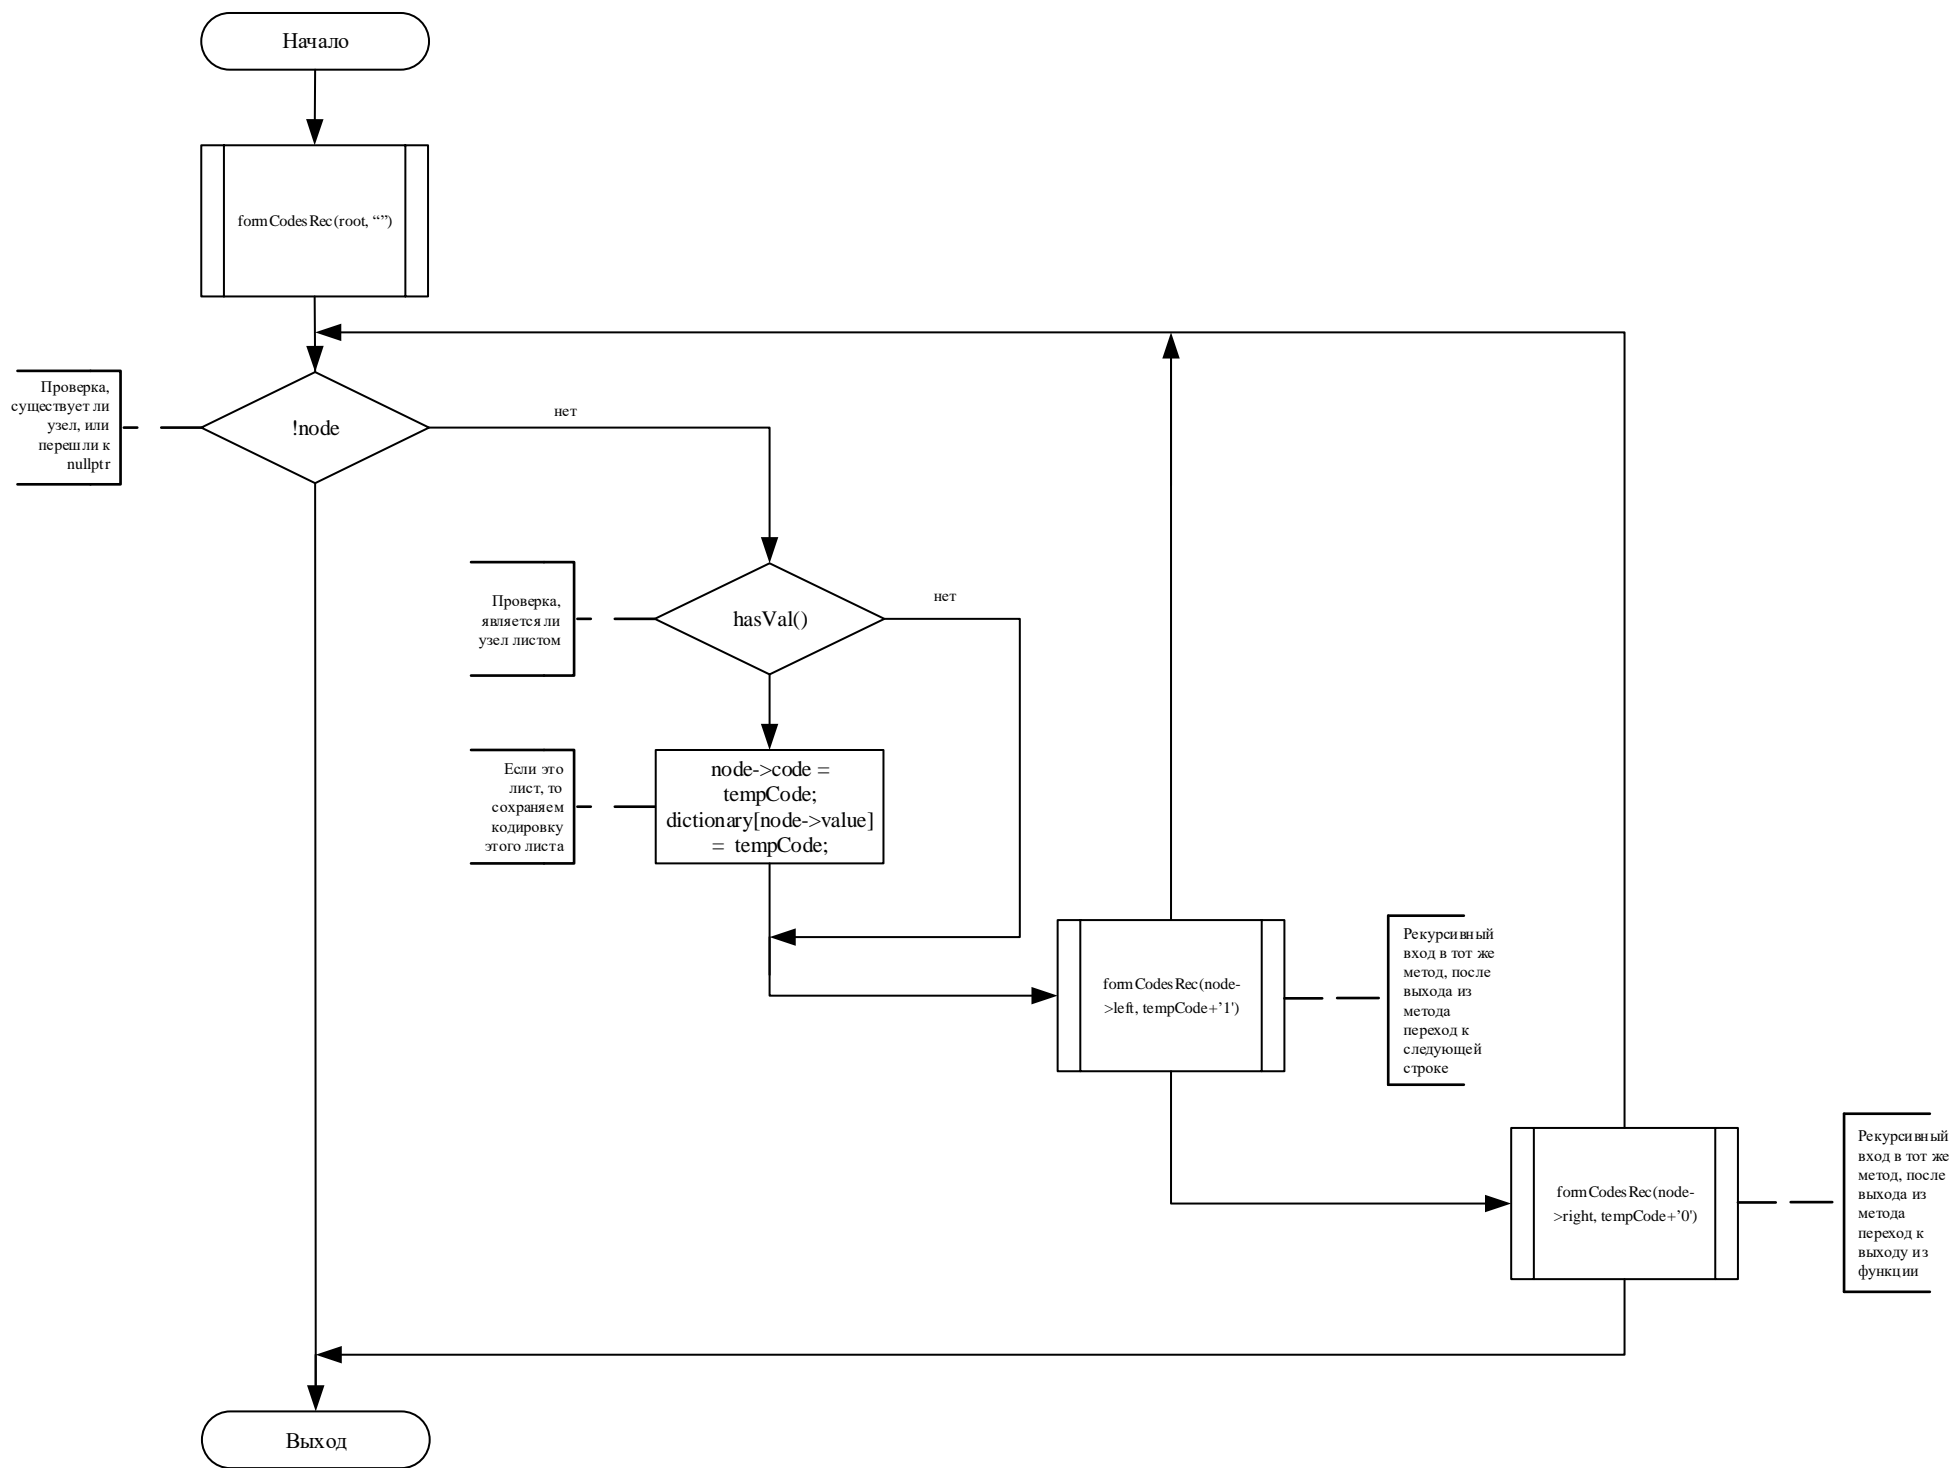 Начало
formCodesRec(root, “”)
Проверка,
существует ли
узел, или
перешли к
nullptr
!node
нет
Проверка,
является ли
узел листом
hasVal()
нет
Если это
лист, то
сохраняем
кодировку
этого листа
node->code =
tempCode;
dictionary[node->value]
= tempCode;
formCodesRec(node-
>left, tempCode+’1')
Рекурсивный
вход в тот же
метод, после
выхода из
метода
переход к
следующей
строке
formCodesRec(node-
>right, tempCode+’0')
Рекурсивный
вход в тот же
метод, после
выхода из
метода
переход к
выходу из
функции
Выход